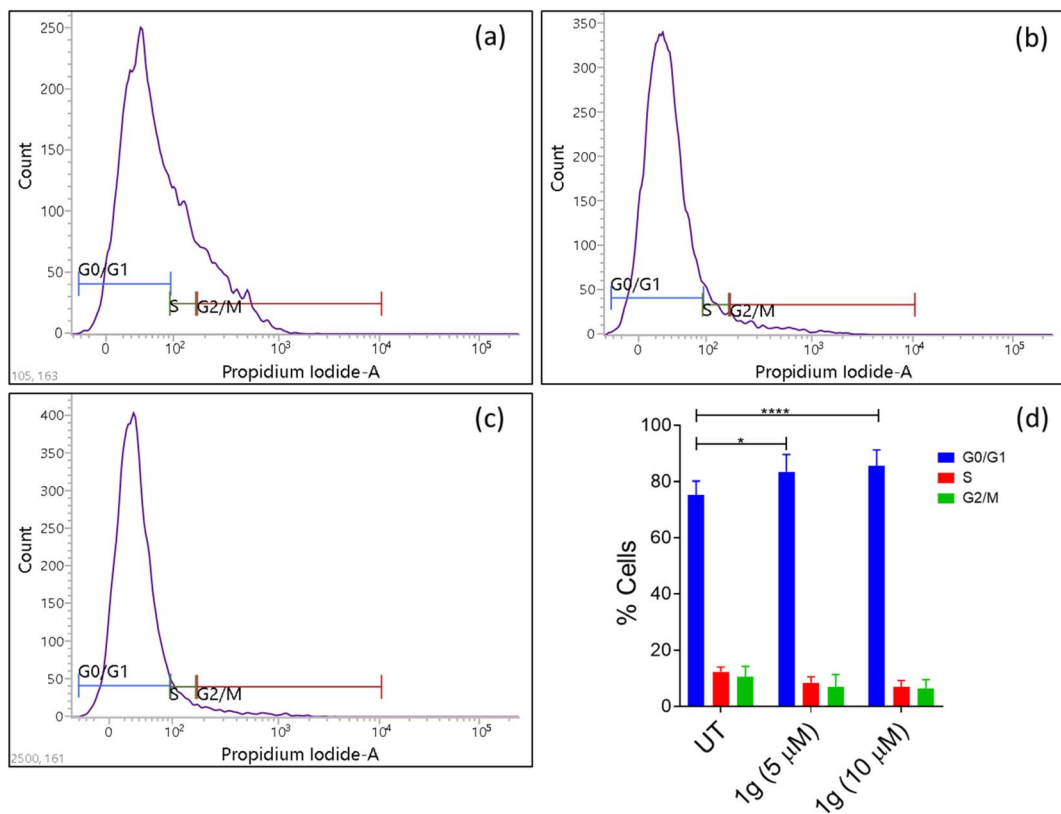 (a)
250
200
150
100
50
0
Count
G0/G1
S
G2/M
0
10²
10³
10⁴
10⁵
Propidium Iodide-A
105, 163
(b)
350
300
250
200
150
100
50
0
Count
G0/G1
S
G2/M
0
10²
10³
10⁴
10⁵
Propidium Iodide-A
(c)
400
350
300
250
200
150
100
50
0
Count
G0/G1
S
G2/M
0
10²
10³
10⁴
10⁵
Propidium Iodide-A
2500, 161
(d)
****
*
100
80
60
40
20
0
% Cells
G0/G1
S
G2/M
UT
1g (5 µM)
1g (10 µM)